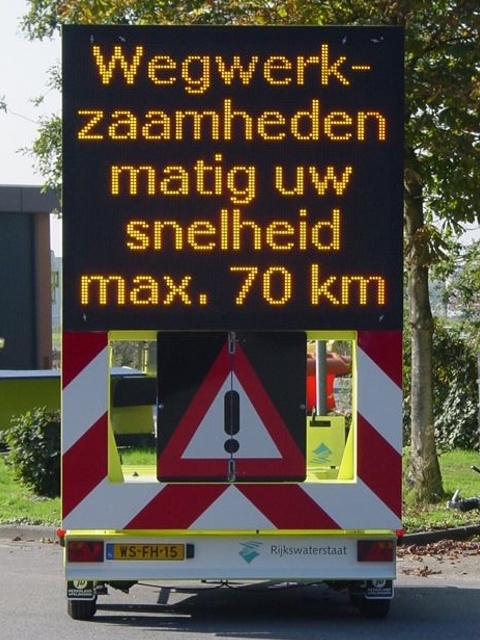 Wegwerk-
zaamheden
matig uw
snelheid
max. 70 km
WS-FH-15
Rijkswaterstaat